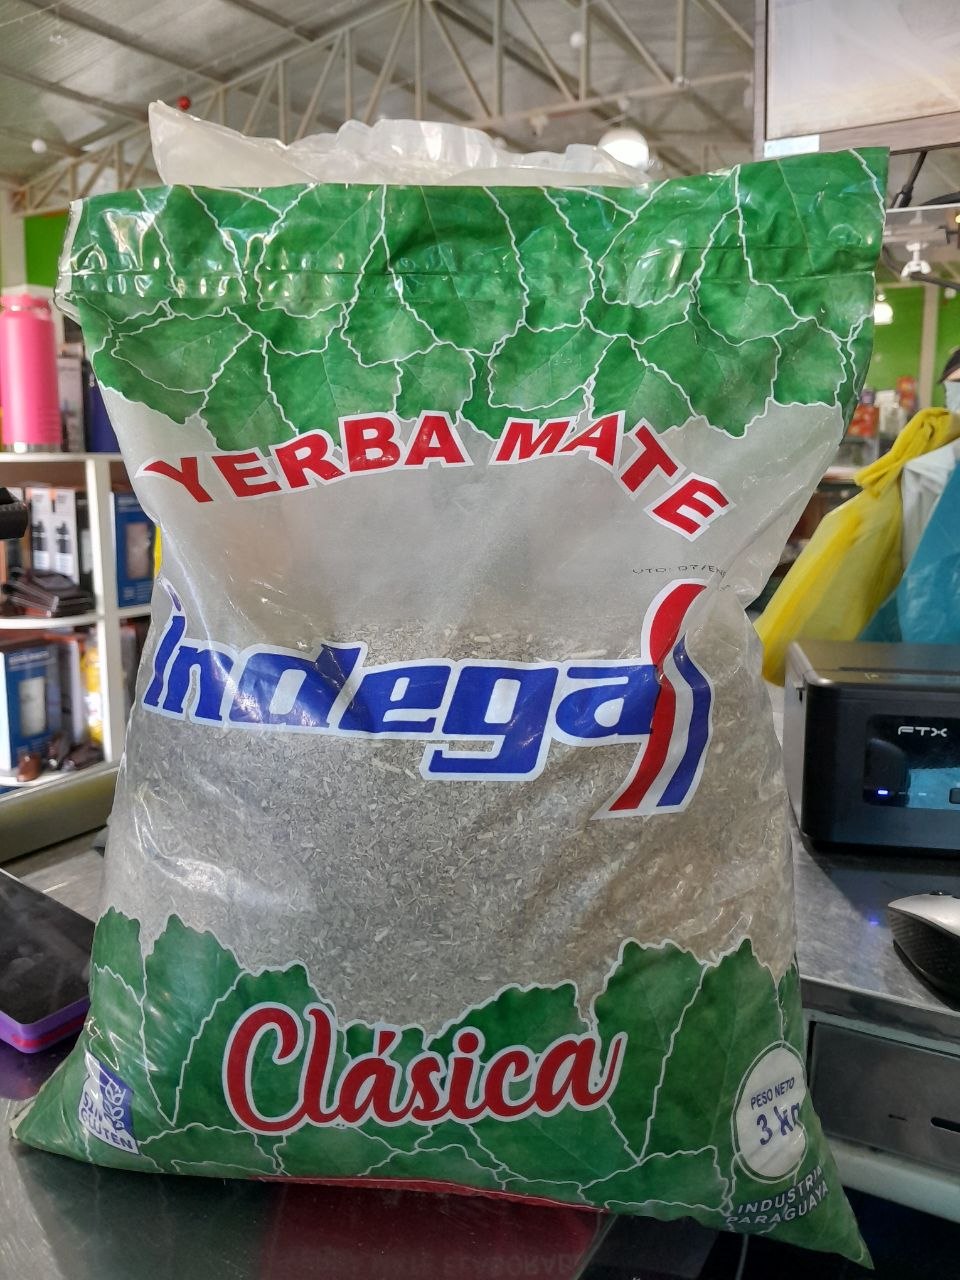 YERBA MATE
Indega
Clásica
SIN
GLUTEN
PESO NETO
3 kg
INDUSTRIA
PARAGUAYA
FTX